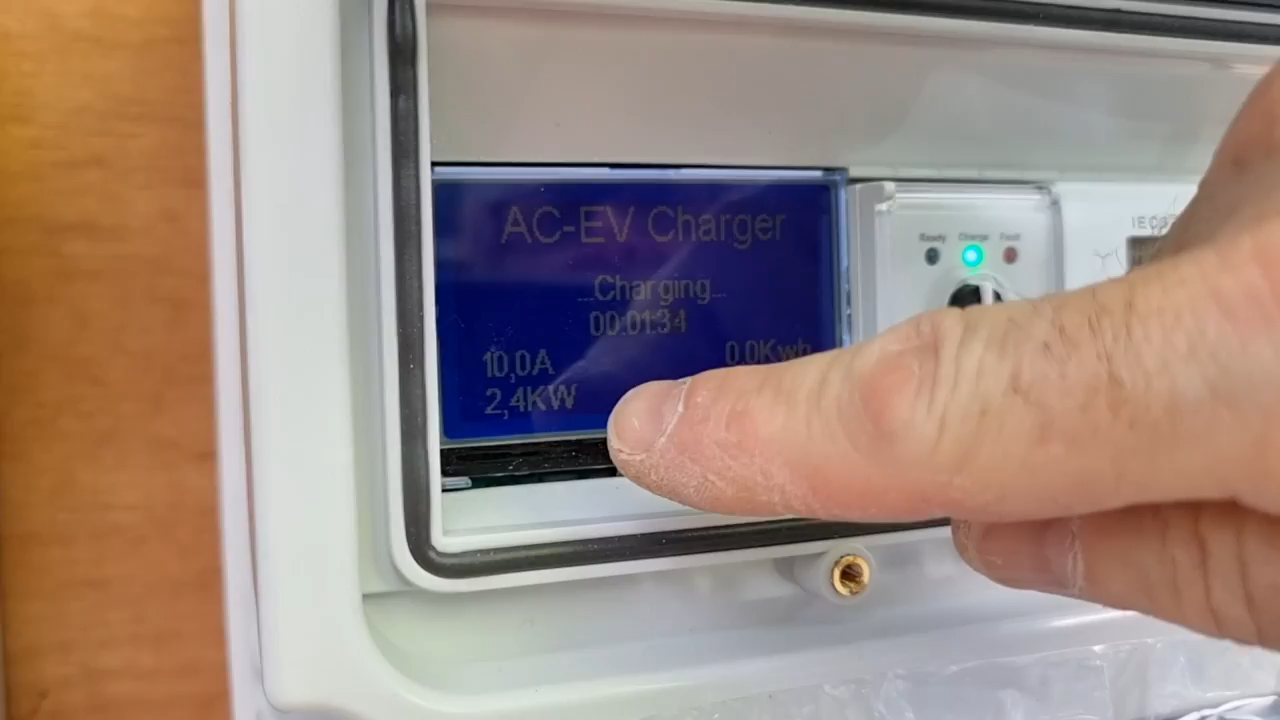 AC-EV Charger
...Charging...
00:01:34
10,0A
0.0Kwh
2,4KW
Ready Charge Fault